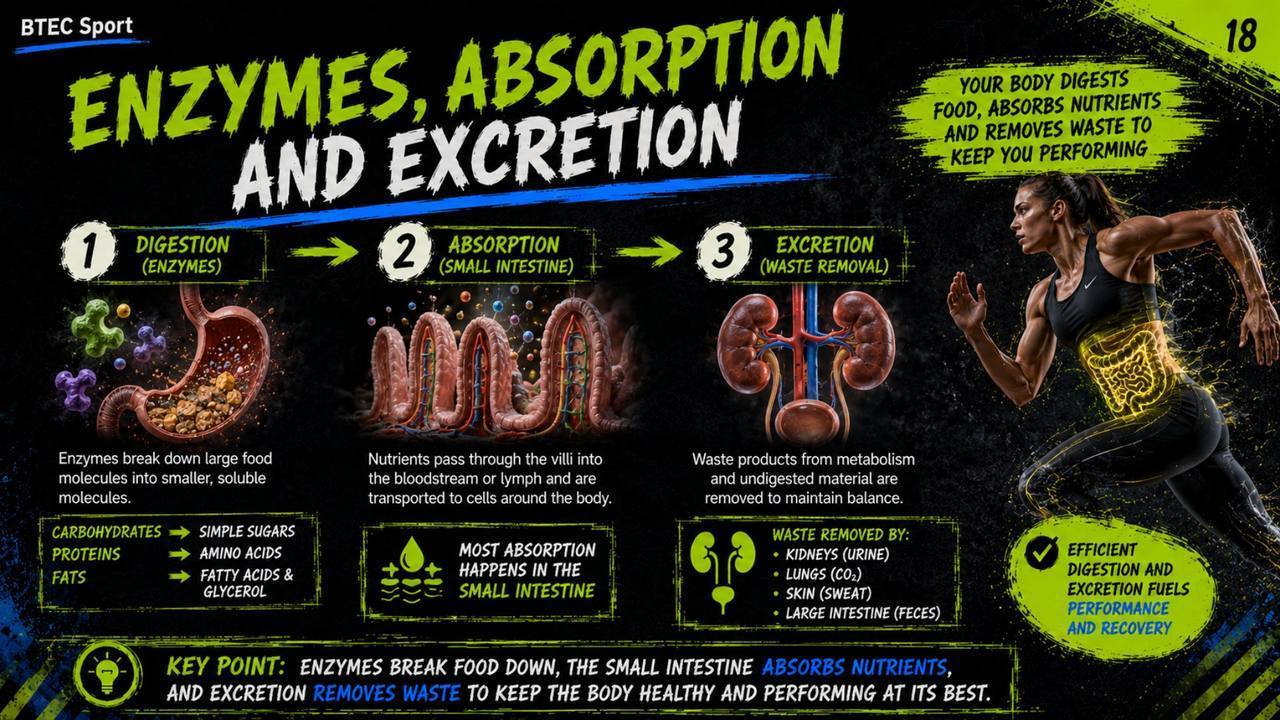 BTEC Sport
18
ENZYMES, ABSORPTION
AND EXCRETION
YOUR BODY DIGESTS
FOOD, ABSORBS NUTRIENTS
AND REMOVES WASTE TO
KEEP YOU PERFORMING
1
DIGESTION
(ENZYMES)
2
ABSORPTION
(SMALL INTESTINE)
3
EXCRETION
(WASTE REMOVAL)
Enzymes break down large food
molecules into smaller, soluble
molecules.
Nutrients pass through the villi into
the bloodstream or lymph and are
transported to cells around the body.
Waste products from metabolism
and undigested material are
removed to maintain balance.
CARBOHYDRATES → SIMPLE SUGARS
PROTEINS → AMINO ACIDS
FATS → FATTY ACIDS &
GLYCEROL
MOST ABSORPTION
HAPPENS IN THE
SMALL INTESTINE
WASTE REMOVED BY:
• KIDNEYS (URINE)
• LUNGS (CO₂)
• SKIN (SWEAT)
• LARGE INTESTINE (FECES)
EFFICIENT
DIGESTION AND
EXCRETION FUELS
PERFORMANCE
AND RECOVERY
KEY POINT: ENZYMES BREAK FOOD DOWN, THE SMALL INTESTINE ABSORBS NUTRIENTS,
AND EXCRETION REMOVES WASTE TO KEEP THE BODY HEALTHY AND PERFORMING AT ITS BEST.